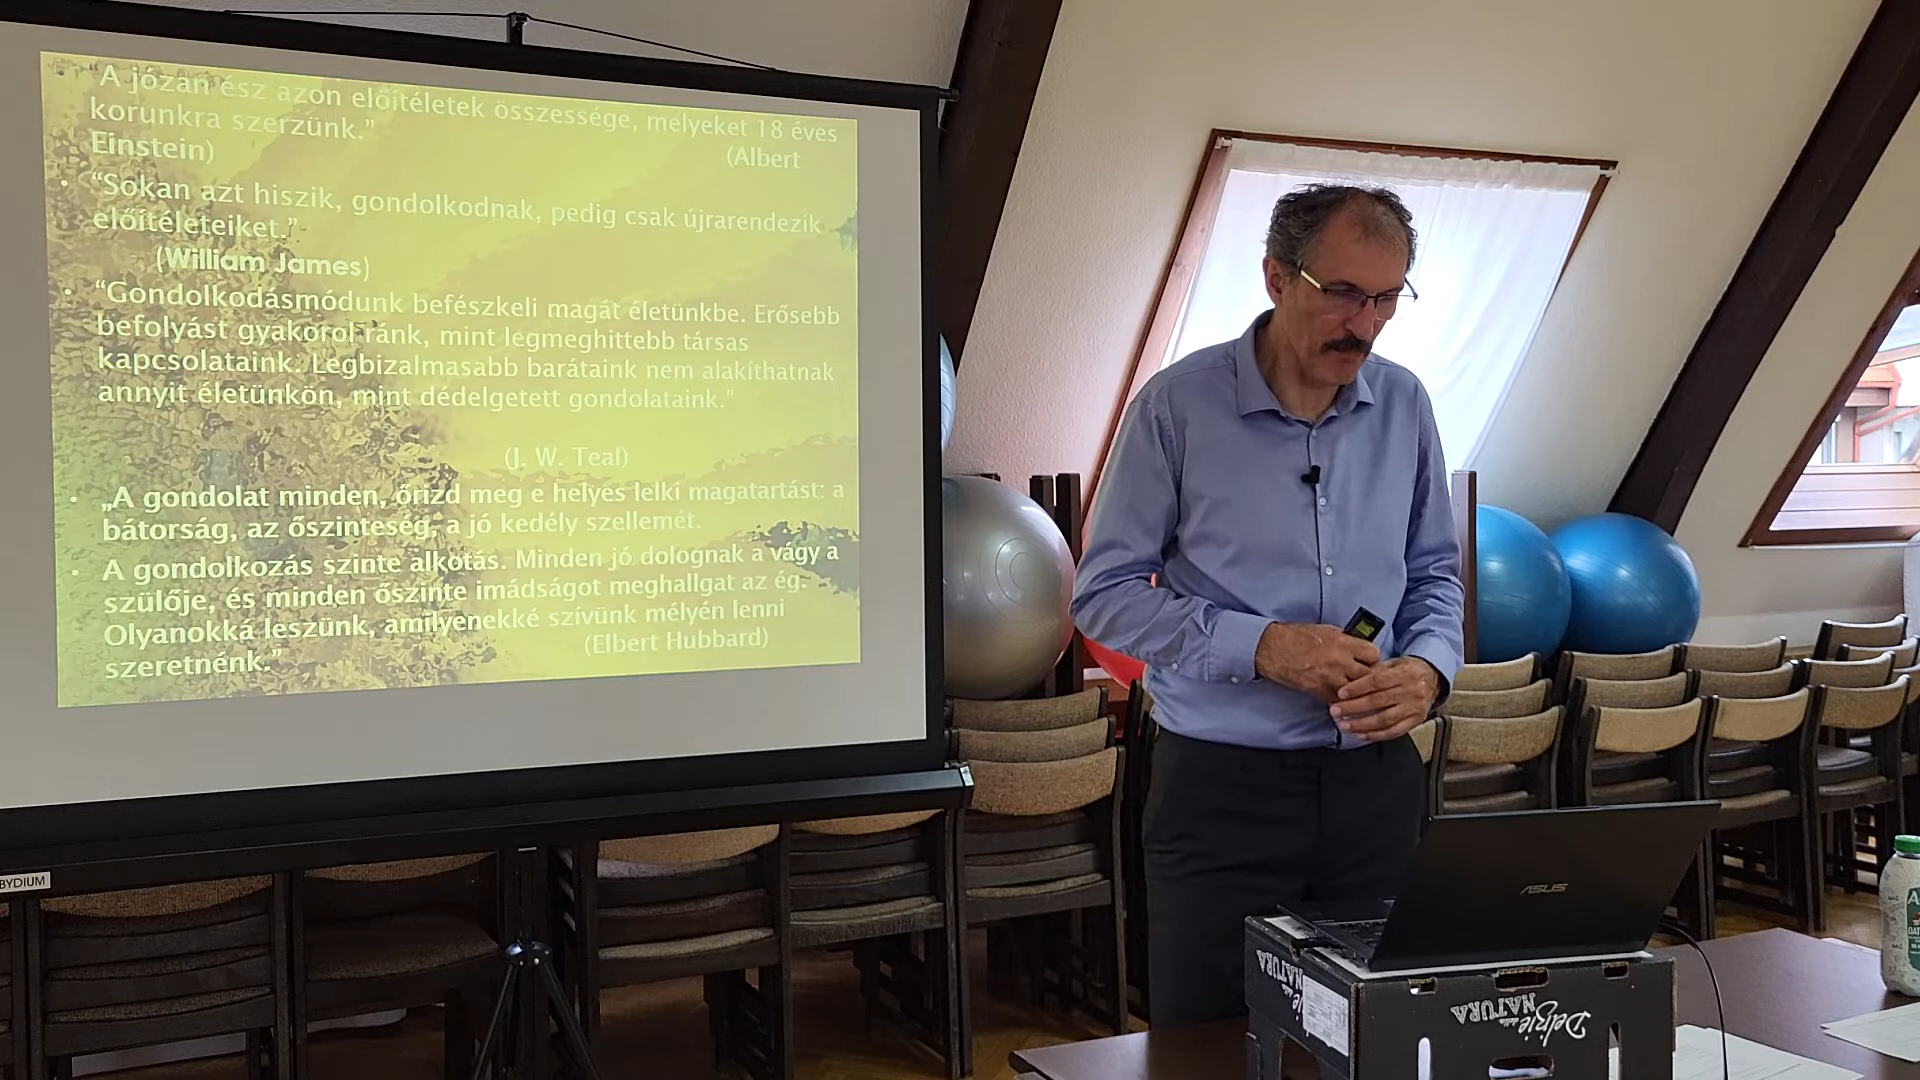 “A józan ész azon előítéletek összessége, melyeket 18 éves
korunkra szerzünk.”
(Albert
Einstein)
• “Sokan azt hiszik, gondolkodnak, pedig csak újrarendezik
előítéleteiket.”
(William James)
• “Gondolkodásmódunk befészkeli magát életünkbe. Erősebb
befolyást gyakorol ránk, mint legmeghittebb társas
kapcsolataink. Legbizalmasabb barátaink nem alakíthatnak
annyit életünkön, mint dédelgetett gondolataink.”
(J. W. Teal)
• „A gondolat minden, őrizd meg e helyes lelki magatartást: a
bátorság, az őszinteség, a jó kedély szellemét.
• A gondolkozás szinte alkotás. Minden jó dolognak a vágy a
szülője, és minden őszinte imádságot meghallgat az ég.
Olyanokká leszünk, amilyenekké szívünk mélyén lenni
szeretnénk.”
(Elbert Hubbard)
BYDIUM
ASUS
NATURA
Delizie dalla
NATURA